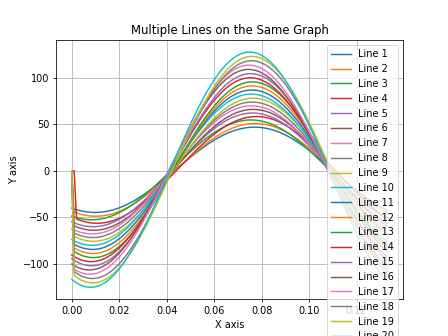 Multiple Lines on the Same Graph
Y axis
100
50
0
−50
−100
0.00
0.02
0.04
0.06
0.08
0.10
X axis
Line 1
Line 2
Line 3
Line 4
Line 5
Line 6
Line 7
Line 8
Line 9
Line 10
Line 11
Line 12
Line 13
Line 14
Line 15
Line 16
Line 17
Line 18
Line 19
Line 20